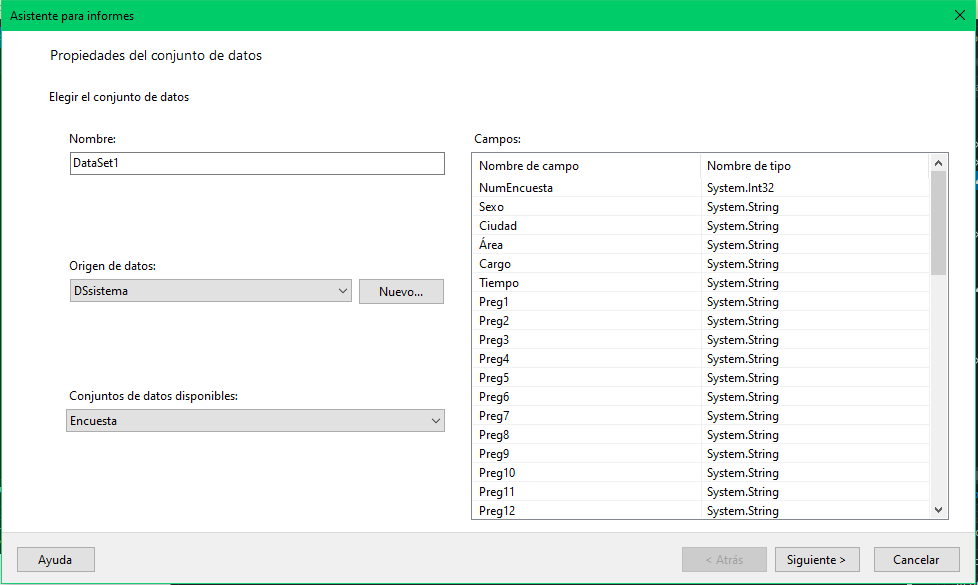 Asistente para informes
Propiedades del conjunto de datos
Elegir el conjunto de datos
Nombre:
DataSet1
Origen de datos:
DSsistema
Nuevo...
Conjuntos de datos disponibles:
Encuesta
Campos:
Nombre de campo Nombre de tipo
NumEncuesta System.Int32
Sexo System.String
Ciudad System.String
Área System.String
Cargo System.String
Tiempo System.String
Preg1 System.String
Preg2 System.String
Preg3 System.String
Preg4 System.String
Preg5 System.String
Preg6 System.String
Preg7 System.String
Preg8 System.String
Preg9 System.String
Preg10 System.String
Preg11 System.String
Preg12 System.String
Ayuda
< Atrás
Siguiente >
Cancelar